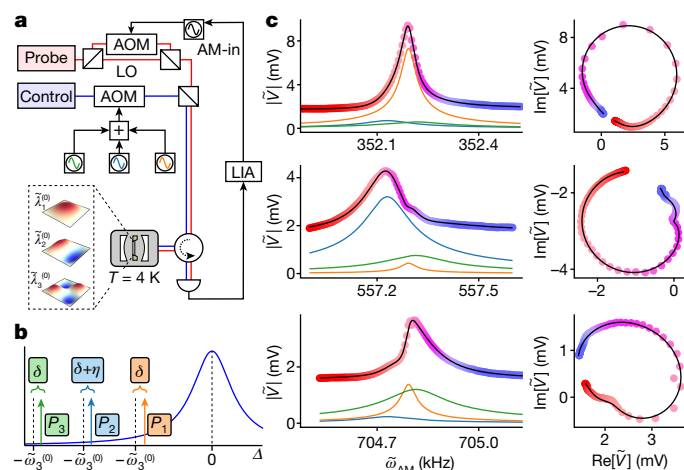 a
AOM
AM-in
Probe
LO
Control
AOM
+
LIA
λ̃₁⁽⁰⁾
λ̃₂⁽⁰⁾
λ̃₃⁽⁰⁾
T = 4 K
b
δ
δ+η
δ
P₃
P₂
P₁
-ω̃₃⁽⁰⁾
-ω̃₃⁽⁰⁾
-ω̃₃⁽⁰⁾
0
Δ
c
|Ṽ| (mV)
8
4
0
352.1
352.4
Im[Ṽ] (mV)
8
4
0
5
|Ṽ| (mV)
4
2
0
557.2
557.5
Im[Ṽ] (mV)
-2
-4
-2
0
|Ṽ| (mV)
4
2
0
704.7
705.0
ω̃AM (kHz)
Im[Ṽ] (mV)
1
0
2
3
Re[Ṽ] (mV)